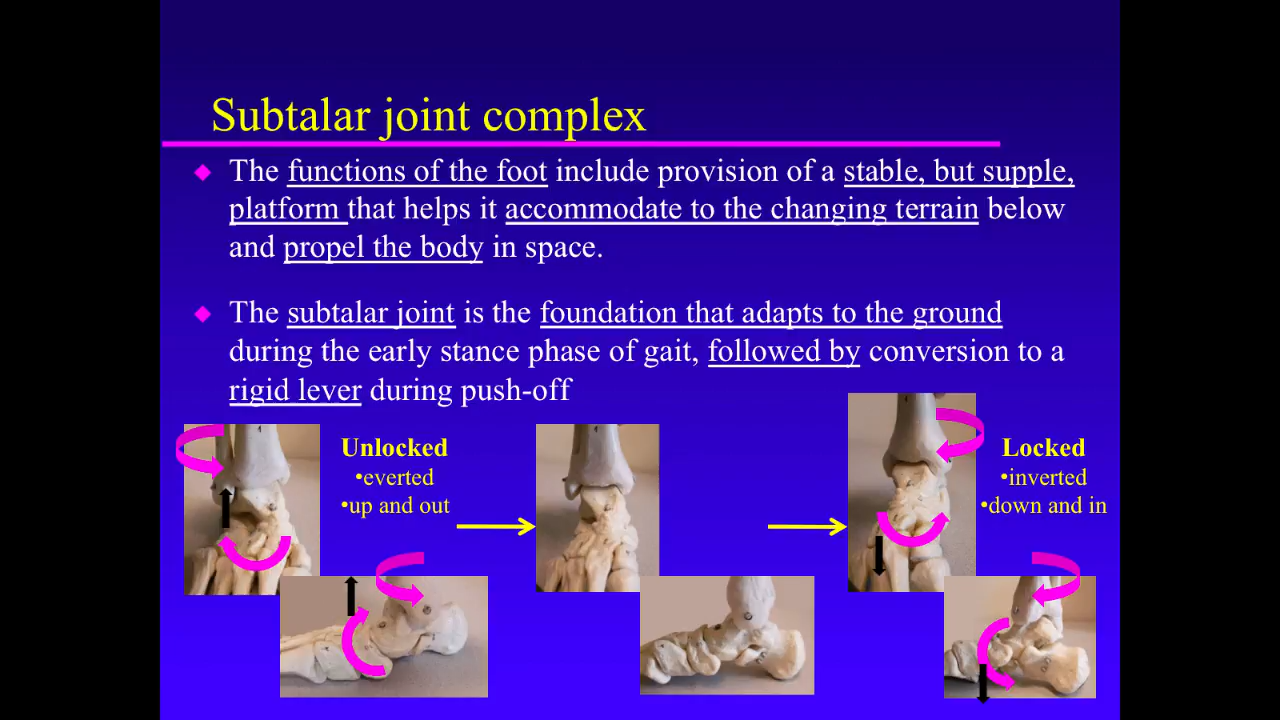 Subtalar joint complex
◆ The functions of the foot include provision of a stable, but supple,
platform that helps it accommodate to the changing terrain below
and propel the body in space.
◆ The subtalar joint is the foundation that adapts to the ground
during the early stance phase of gait, followed by conversion to a
rigid lever during push-off
Unlocked
•everted
•up and out
Locked
•inverted
•down and in